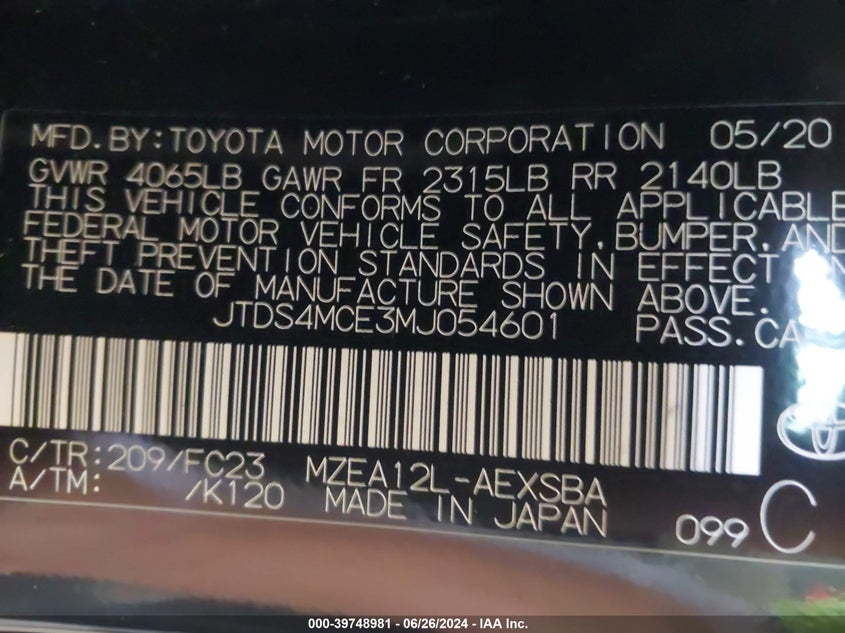 MFD.BY:TOYOTA MOTOR CORPORATION 05/20
GVWR 4065LB GAWR FR 2315LB RR 2140LB
THIS VEHICLE CONFORMS TO ALL APPLICABLE
FEDERAL MOTOR VEHICLE SAFETY,BUMPER,AND
THEFT PREVENTION STANDARDS IN EFFECT
THE DATE OF MANUFACTURE SHOWN ABOVE.
JTDS4MCE3MJ054601 PASS.CA
C/TR:209/FC23 MZEA12L-AEXSBA
A/TM: /K120 MADE IN JAPAN 099 C
000-39748981 - 06/26/2024 - IAA Inc.